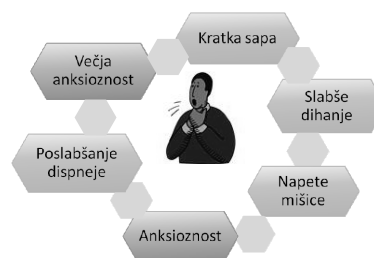 Kratka sapa
Slabše
dihanje
Napete
mišice
Anksioznost
Poslabšanje
dispneje
Večja
anksioznost